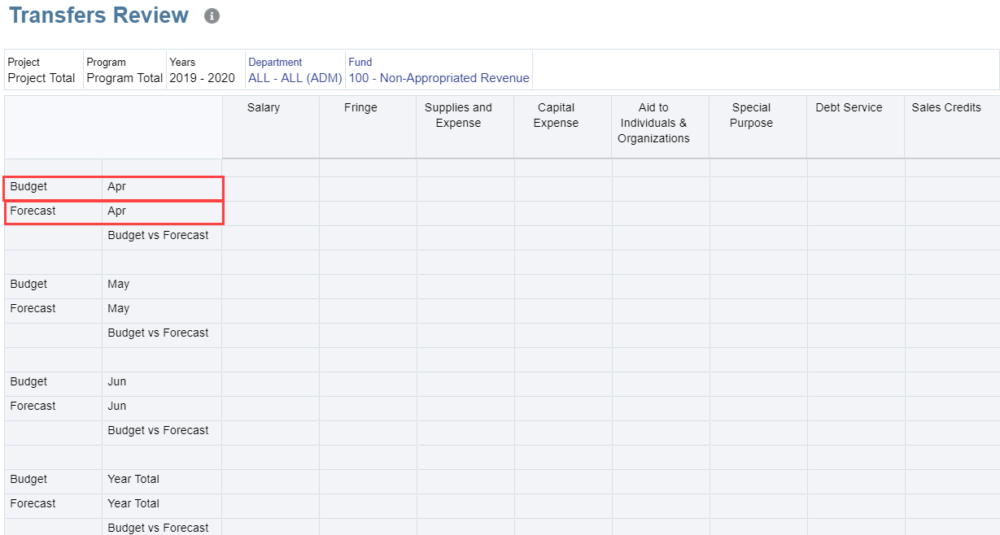 Transfers Review
Project Program Years Department Fund
Project Total Program Total 2019 - 2020 ALL - ALL (ADM) 100 - Non-Appropriated Revenue
Salary Fringe Supplies and Capital Aid to Special Debt Service Sales Credits
Expense Expense Individuals & Purpose
Organizations
Budget Apr
Forecast Apr
Budget vs Forecast
Budget May
Forecast May
Budget vs Forecast
Budget Jun
Forecast Jun
Budget vs Forecast
Budget Year Total
Forecast Year Total
Budget vs Forecast